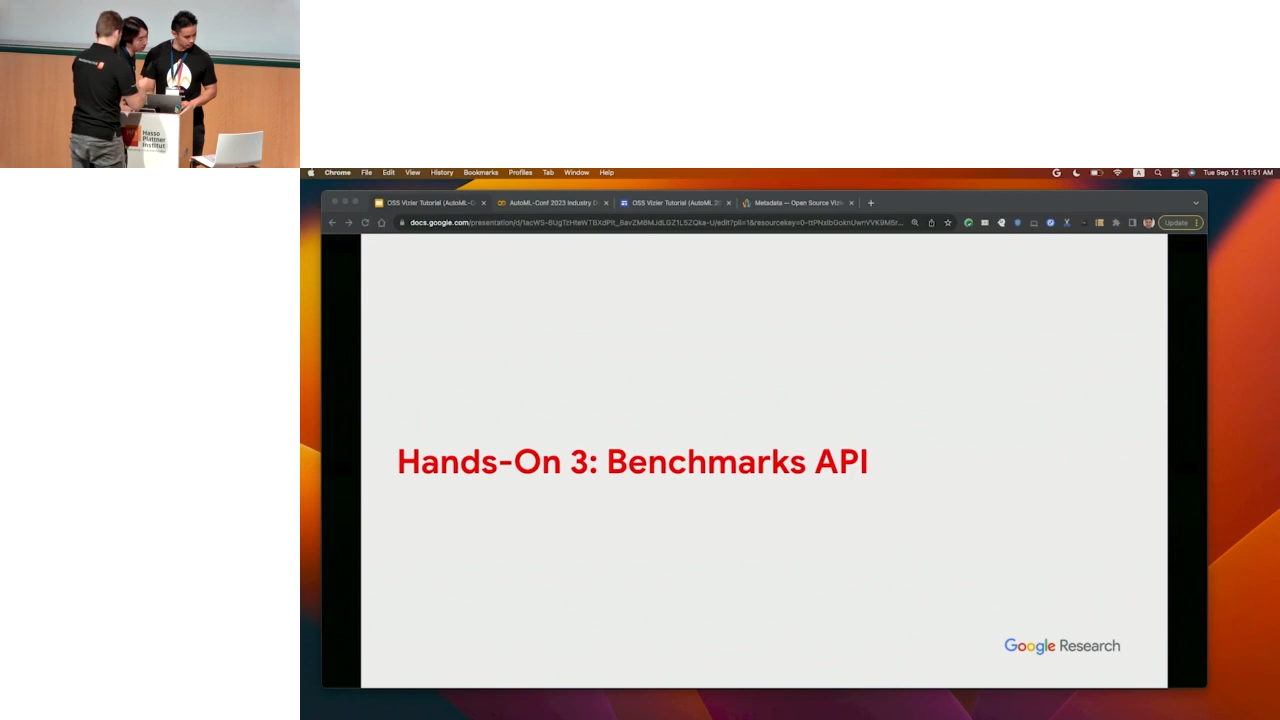 Hasso
Plattner
Institut
Chrome File Edit View History Bookmarks Profiles Tab Window Help
Tue Sep 12 11:51 AM
OSS Vizier Tutorial (AutoML-C
AutoML-Conf 2023 Industry D
OSS Vizier Tutorial (AutoML 20
Metadata — Open Source Vizi
Update
Hands-On 3: Benchmarks API
Google Research